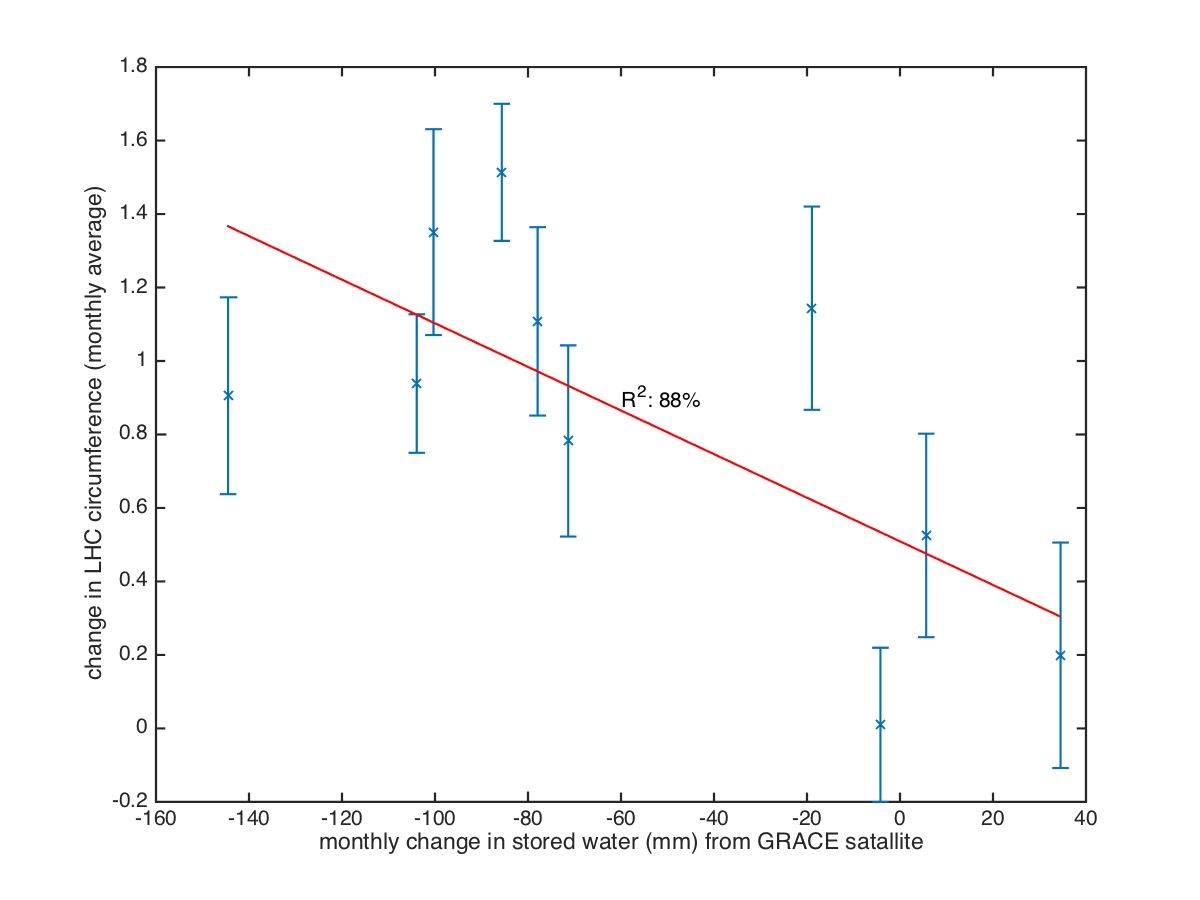 change in LHC circumference (monthly average)
1.8
1.6
1.4
1.2
1
0.8
0.6
0.4
0.2
0
-0.2
R²: 88%
-160 -140 -120 -100 -80 -60 -40 -20 0 20 40
monthly change in stored water (mm) from GRACE satallite